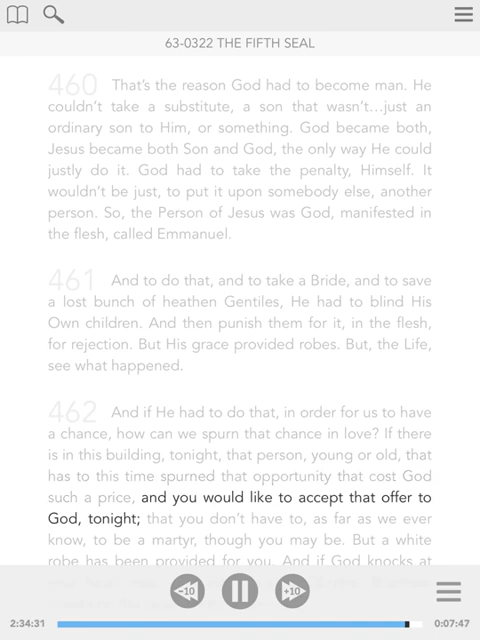 63-0322 THE FIFTH SEAL
460 That's the reason God had to become man. He
couldn't take a substitute, a son that wasn't…just an
ordinary son to Him, or something. God became both,
Jesus became both Son and God, the only way He could
justly do it. God had to take the penalty, Himself. It
wouldn't be just, to put it upon somebody else, another
person. So, the Person of Jesus was God, manifested in
the flesh, called Emmanuel.
461 And to do that, and to take a Bride, and to save
a lost bunch of heathen Gentiles, He had to blind His
Own children. And then punish them for it, in the flesh,
for rejection. But His grace provided robes. But, the Life,
see what happened.
462 And if He had to do that, in order for us to have
a chance, how can we spurn that chance in love? If there
is in this building, tonight, that person, young or old, that
has to this time spurned that opportunity that cost God
such a price, and you would like to accept that offer to
God, tonight; that you don't have to, as far as we ever
know, to be a martyr, though you may be. But a white
robe has been provided for you. And if God knocks at
-10 +10
2:34:31 0:07:47